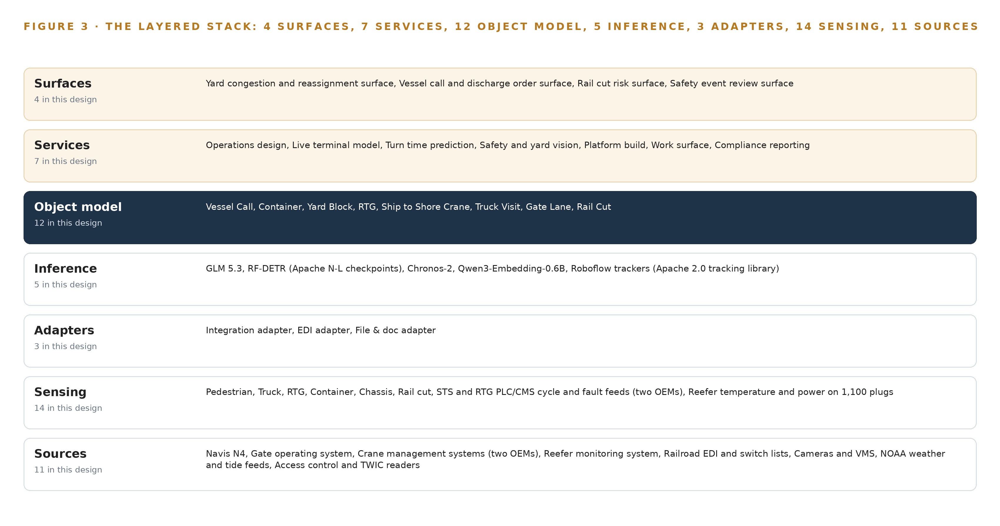 FIGURE 3 · THE LAYERED STACK: 4 SURFACES, 7 SERVICES, 12 OBJECT MODEL, 5 INFERENCE, 3 ADAPTERS, 14 SENSING, 11 SOURCES
Surfaces
4 in this design
Yard congestion and reassignment surface, Vessel call and discharge order surface, Rail cut risk surface, Safety event review surface
Services
7 in this design
Operations design, Live terminal model, Turn time prediction, Safety and yard vision, Platform build, Work surface, Compliance reporting
Object model
12 in this design
Vessel Call, Container, Yard Block, RTG, Ship to Shore Crane, Truck Visit, Gate Lane, Rail Cut
Inference
5 in this design
GLM 5.3, RF-DETR (Apache N-L checkpoints), Chronos-2, Qwen3-Embedding-0.6B, Roboflow trackers (Apache 2.0 tracking library)
Adapters
3 in this design
Integration adapter, EDI adapter, File & doc adapter
Sensing
14 in this design
Pedestrian, Truck, RTG, Container, Chassis, Rail cut, STS and RTG PLC/CMS cycle and fault feeds (two OEMs), Reefer temperature and power on 1,100 plugs
Sources
11 in this design
Navis N4, Gate operating system, Crane management systems (two OEMs), Reefer monitoring system, Railroad EDI and switch lists, Cameras and VMS, NOAA weather
and tide feeds, Access control and TWIC readers